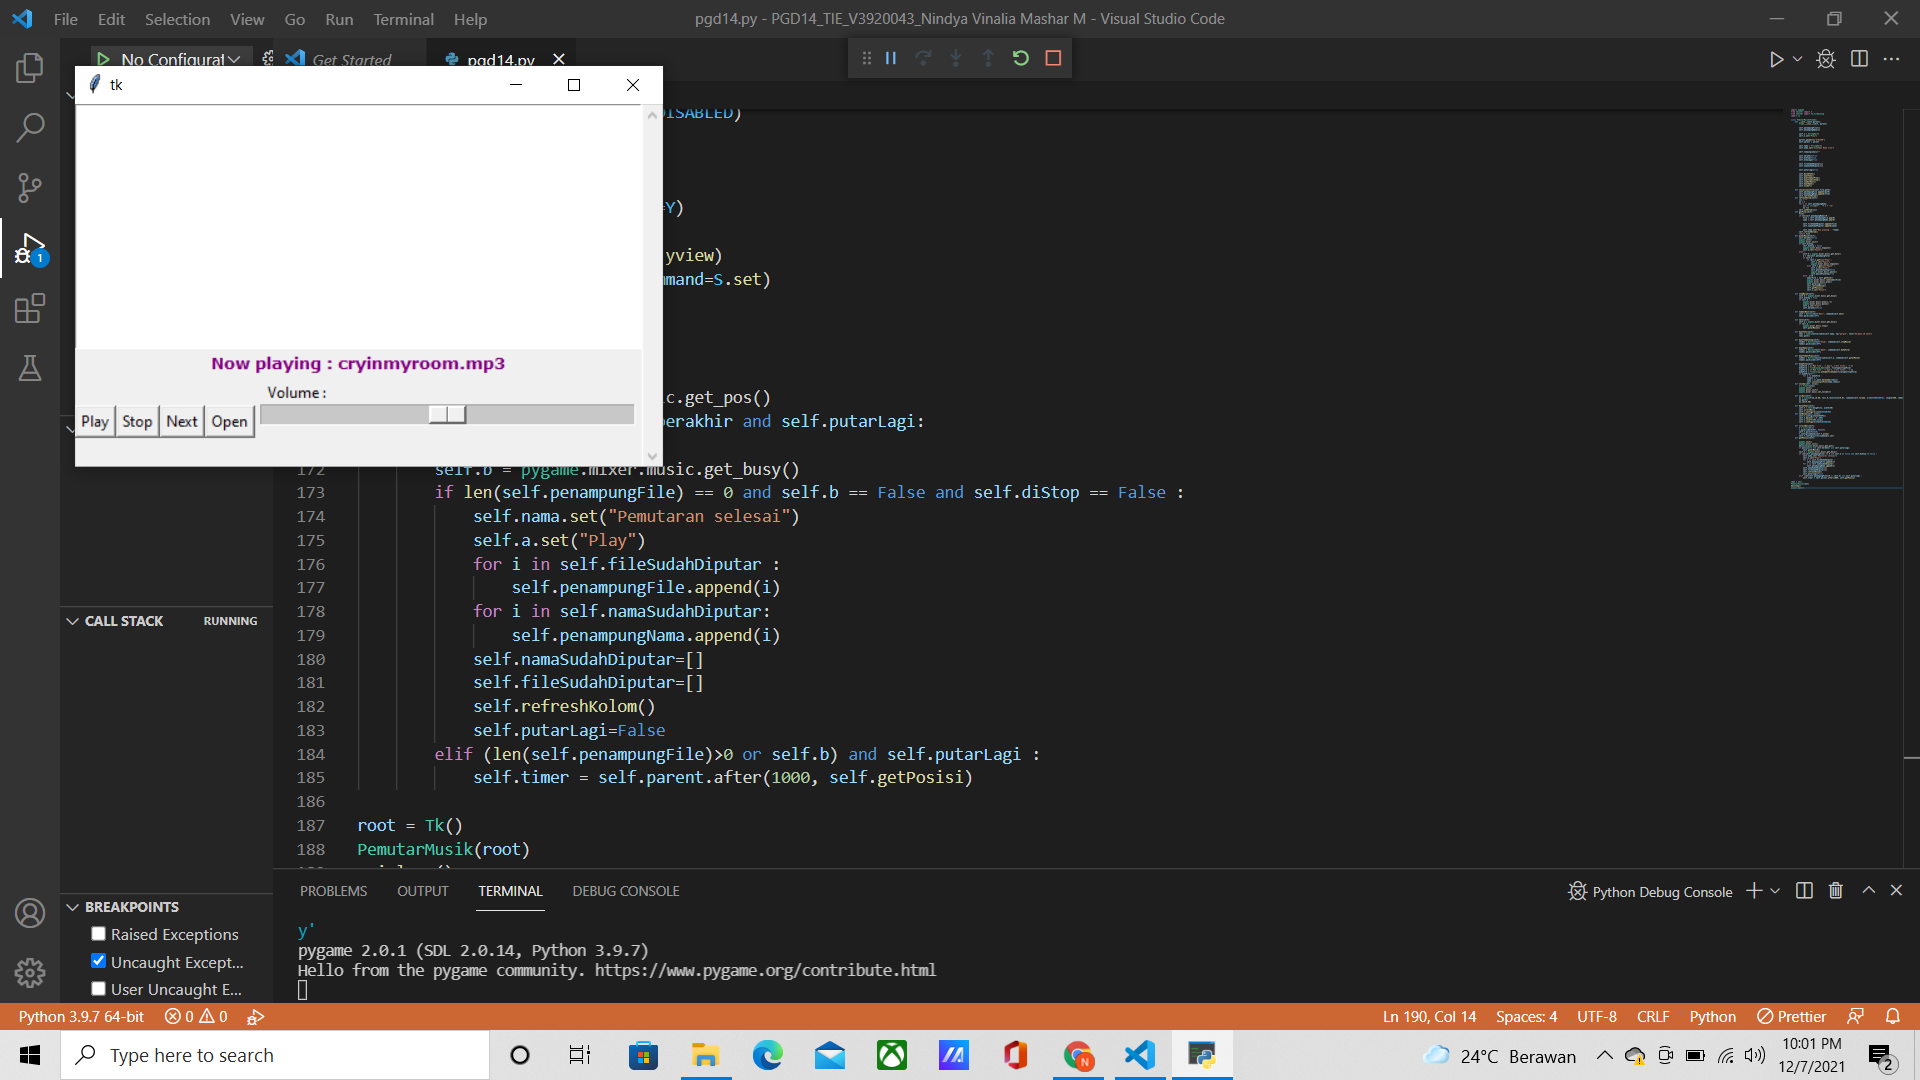 File Edit Selection View Go Run Terminal Help
pgd14.py - PGD14_TIE_V3920043_Nindya Vinalia Mashar M - Visual Studio Code
No Configurat
Get Started
pgd14.py
tk
DISABLED)
=Y)
yview)
mmand=S.set)
Now playing : cryinmyroom.mp3
Volume :
Play Stop Next Open
ic.get_pos()
berakhir and self.putarLagi:
172 self.b = pygame.mixer.music.get_busy()
173 if len(self.penampungFile) == 0 and self.b == False and self.diStop == False :
174 self.nama.set("Pemutaran selesai")
175 self.a.set("Play")
176 for i in self.fileSudahDiputar :
177 self.penampungFile.append(i)
178 for i in self.namaSudahDiputar:
179 self.penampungNama.append(i)
180 self.namaSudahDiputar=[]
181 self.fileSudahDiputar=[]
182 self.refreshKolom()
183 self.putarLagi=False
184 elif (len(self.penampungFile)>0 or self.b) and self.putarLagi :
185 self.timer = self.parent.after(1000, self.getPosisi)
186
187 root = Tk()
188 PemutarMusik(root)
1
CALL STACK RUNNING
BREAKPOINTS
Raised Exceptions
Uncaught Except...
User Uncaught E...
PROBLEMS OUTPUT TERMINAL DEBUG CONSOLE
Python Debug Console
y'
pygame 2.0.1 (SDL 2.0.14, Python 3.9.7)
Hello from the pygame community. https://www.pygame.org/contribute.html
Python 3.9.7 64-bit 0 0
Ln 190, Col 14 Spaces: 4 UTF-8 CRLF Python Prettier
Type here to search
24°C Berawan
10:01 PM
12/7/2021
2